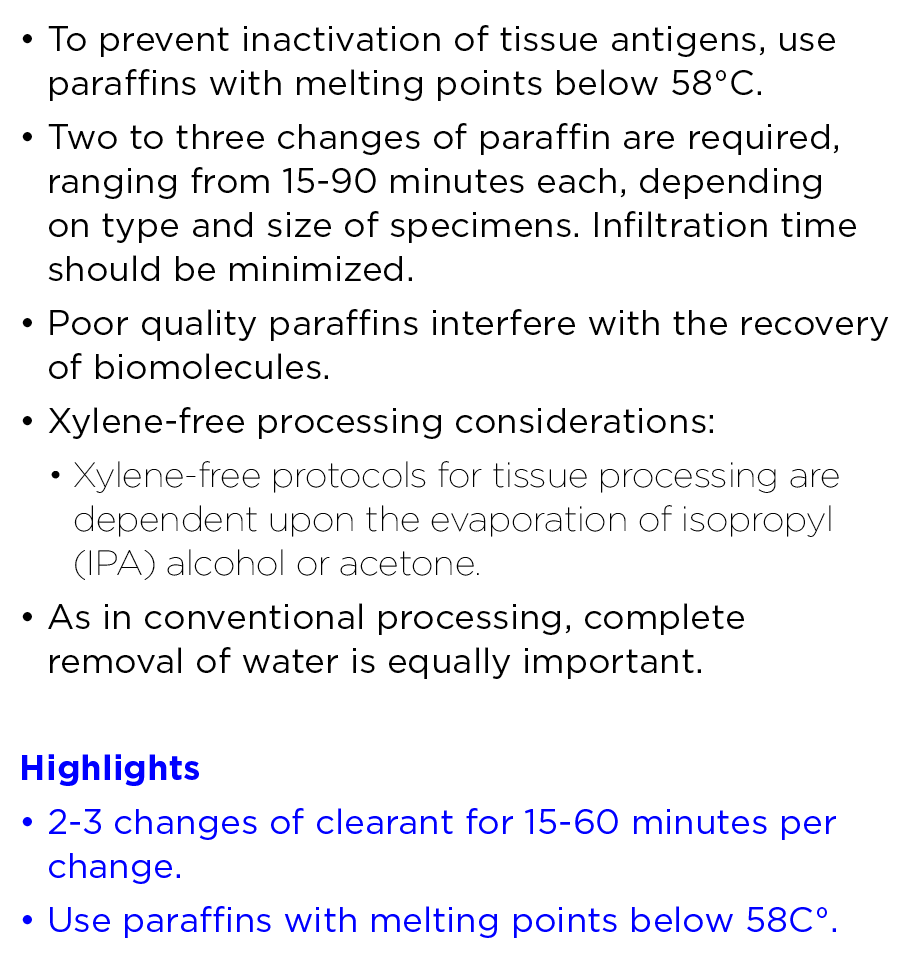 • To prevent inactivation of tissue antigens, use
paraffins with melting points below 58°C.
• Two to three changes of paraffin are required,
ranging from 15-90 minutes each, depending
on type and size of specimens. Infiltration time
should be minimized.
• Poor quality paraffins interfere with the recovery
of biomolecules.
• Xylene-free processing considerations:
• Xylene-free protocols for tissue processing are
dependent upon the evaporation of isopropyl
(IPA) alcohol or acetone.
• As in conventional processing, complete
removal of water is equally important.
Highlights
• 2-3 changes of clearant for 15-60 minutes per
change.
• Use paraffins with melting points below 58C°.